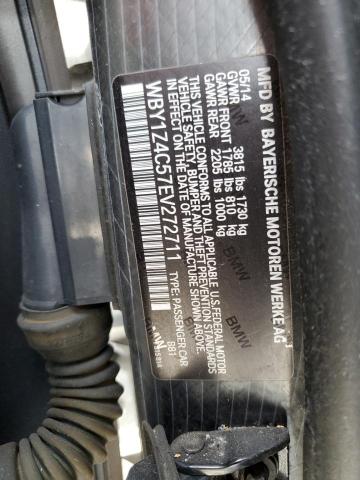 MFD BY BAYERISCHE MOTOREN WERKE AG
05/14
GVWR 3815 lbs 1730 kg
GAWR FRONT 1785 lbs 810 kg
GAWR REAR 2205 lbs 1000 kg
THIS VEHICLE CONFORMS TO ALL APPLICABLE U.S.FEDERAL MOTOR
VEHICLE SAFETY, BUMPER,AND THEFT PREVENTION STANDARDS
IN EFFECT ON THE DATE OF MANUFACTURE SHOWN ABOVE.
WBY1Z4C57EV272711 TYPE: PASSENGER CAR
BMW
BMW
BMW